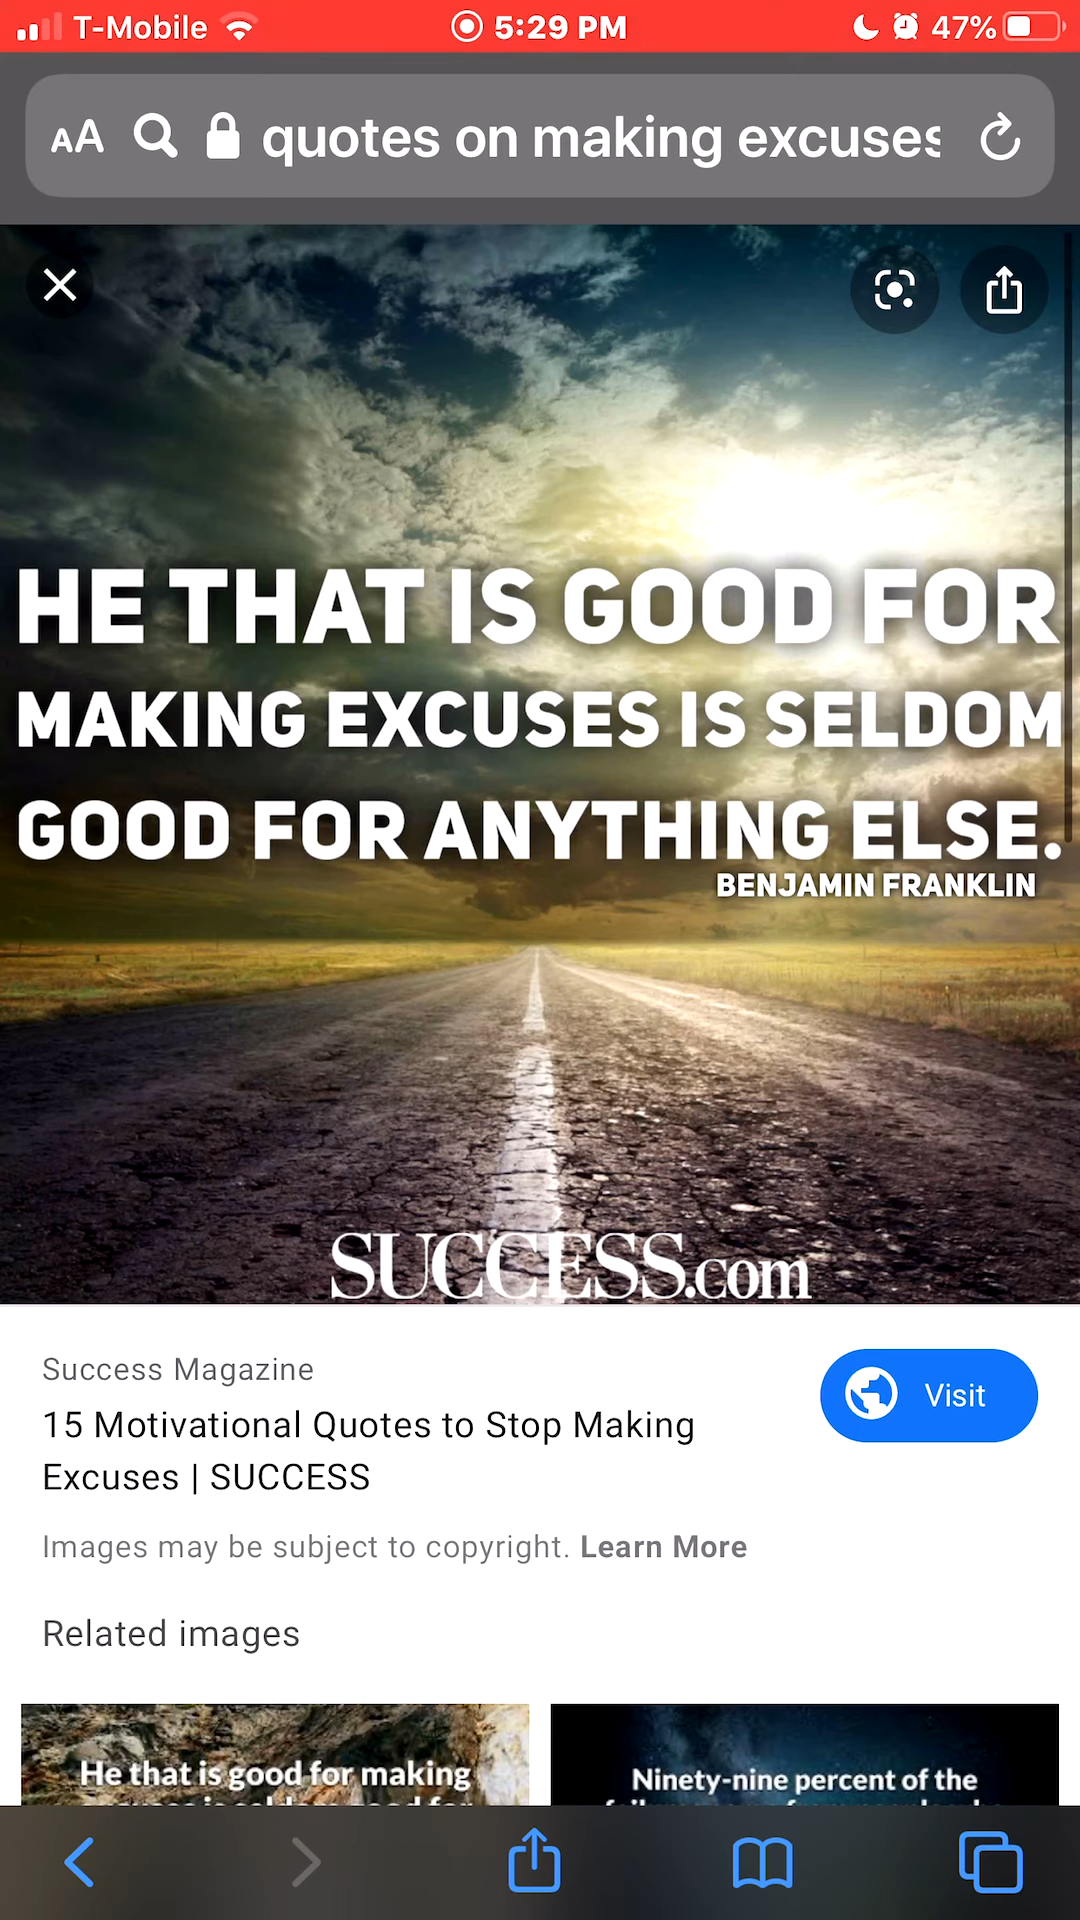 T-Mobile 5:29 PM 47%
AA quotes on making excuses
HE THAT IS GOOD FOR
MAKING EXCUSES IS SELDOM
GOOD FOR ANYTHING ELSE.
BENJAMIN FRANKLIN
SUCCESS.com
Success Magazine
Visit
15 Motivational Quotes to Stop Making
Excuses | SUCCESS
Images may be subject to copyright. Learn More
Related images
He that is good for making
Ninety-nine percent of the